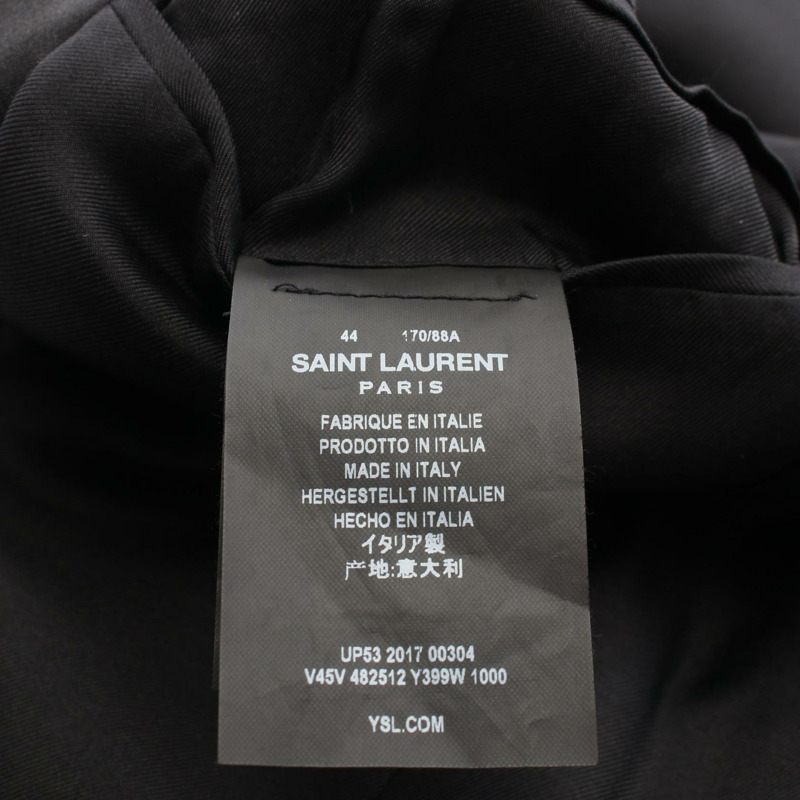 44 170/88A
SAINT LAURENT
PARIS
FABRIQUE EN ITALIE
PRODOTTO IN ITALIA
MADE IN ITALY
HERGESTELLT IN ITALIEN
HECHO EN ITALIA
イタリア製
产地:意大利
UP53 2017 00304
V45V 482512 Y399W 1000
YSL.COM